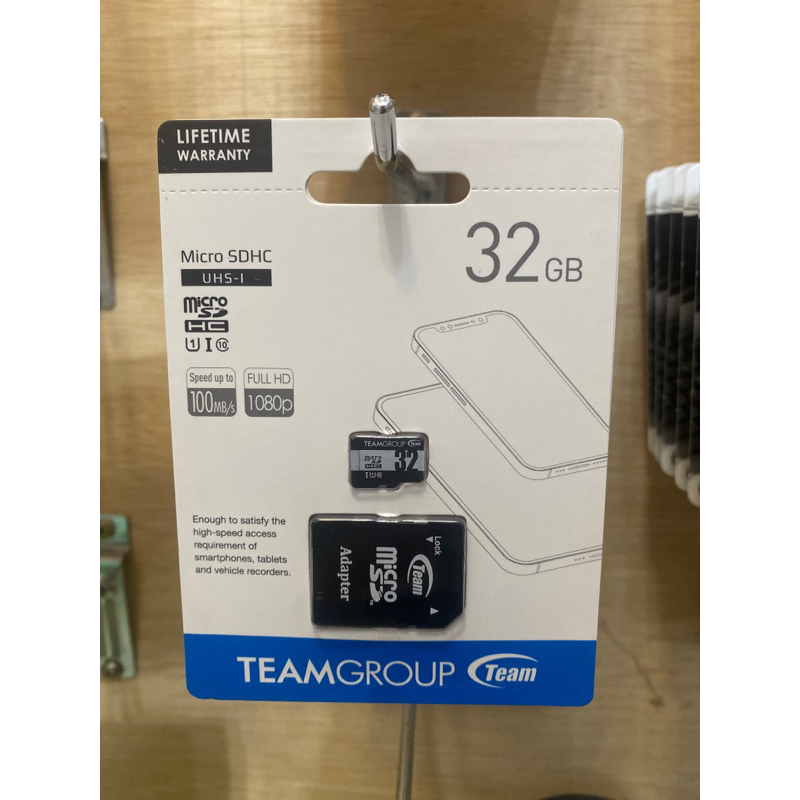 LIFETIME
WARRANTY
32GB
Micro SDHC
UHS-I
micro
SD
HC
1 I 10
Speed up to
100MB/s
FULL HD
1080p
TEAMGROUP Team
micro
SD
HC
32
Enough to satisfy the
high-speed access
requirement of
smartphones, tablets
and vehicle recorders.
Lock
Team
micro
SD
Adapter
TEAMGROUP Team